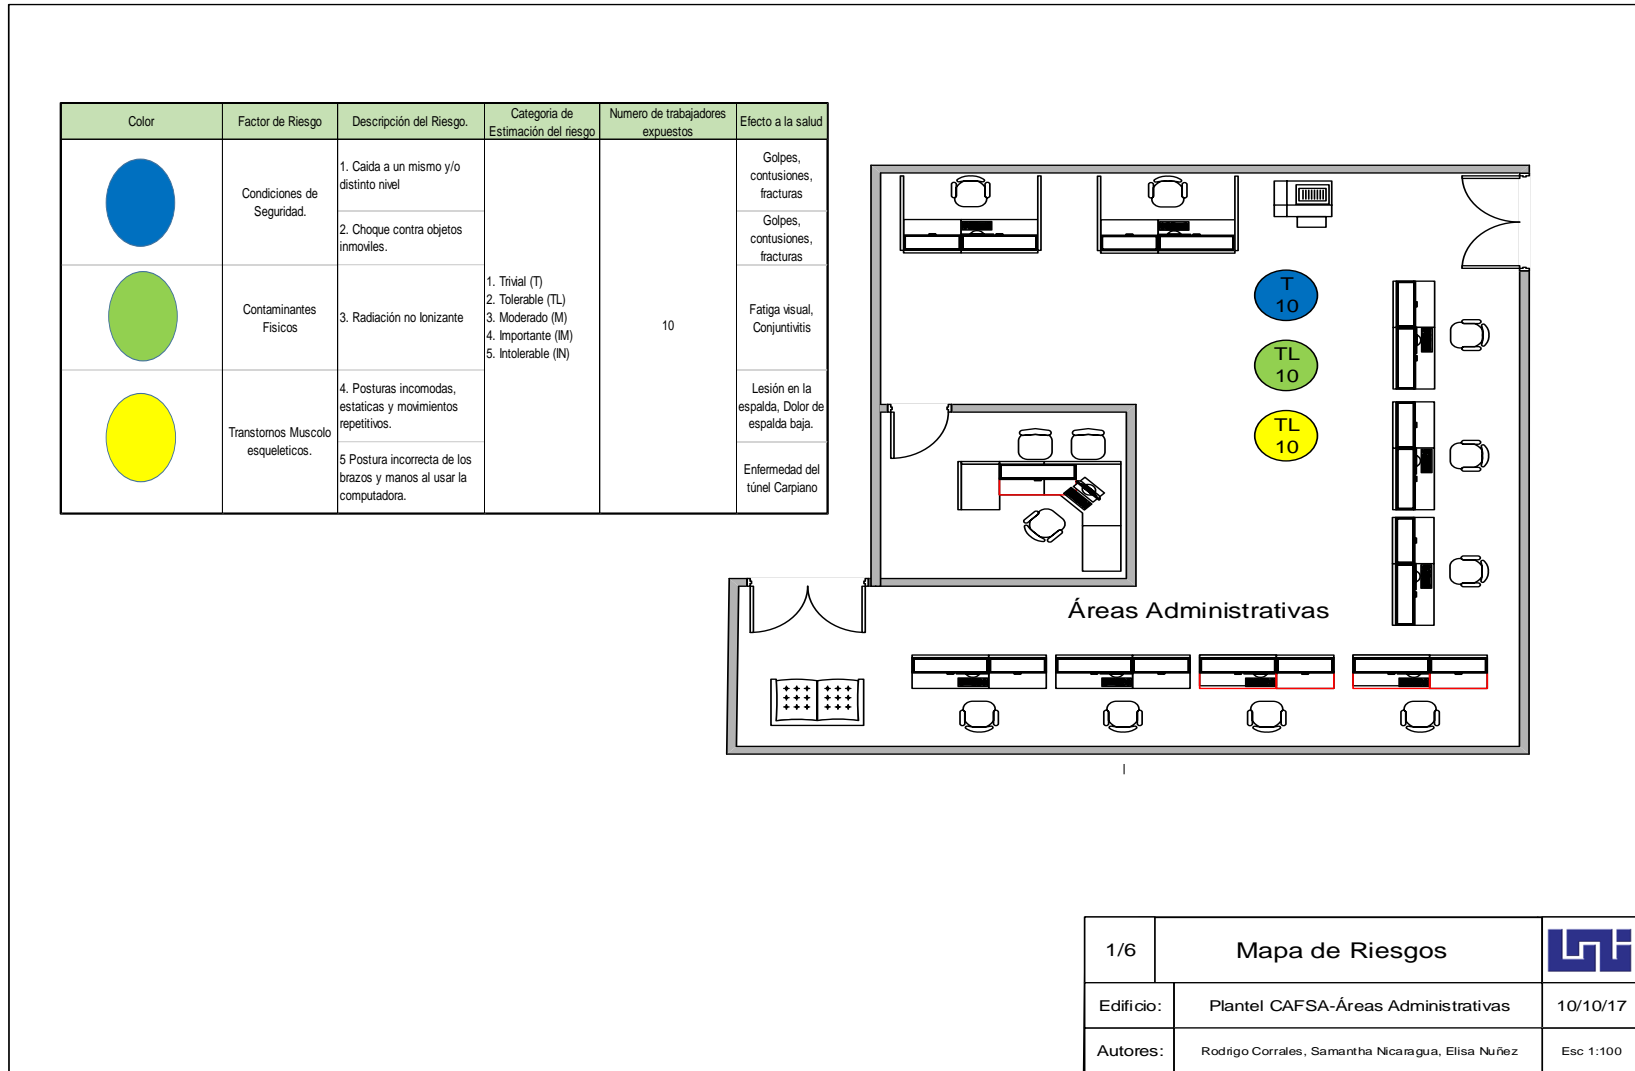 Color
Factor de Riesgo
Descripción del Riesgo.
Categoria de
Estimación del riesgo
Numero de trabajadores
expuestos
Efecto a la salud
Condiciones de
Seguridad.
1. Caida a un mismo y/o
distinto nivel
Golpes,
contusiones,
fracturas
2. Choque contra objetos
inmoviles.
Golpes,
contusiones,
fracturas
1. Trivial (T)
2. Tolerable (TL)
3. Moderado (M)
4. Importante (IM)
5. Intolerable (IN)
10
Contaminantes
Fisicos
3. Radiación no Ionizante
Fatiga visual,
Conjuntivitis
Transtornos Muscolo
esqueleticos.
4. Posturas incomodas,
estaticas y movimientos
repetitivos.
Lesión en la
espalda, Dolor de
espalda baja.
5 Postura incorrecta de los
brazos y manos al usar la
computadora.
Enfermedad del
túnel Carpiano
T
10
TL
10
TL
10
Áreas Administrativas
1/6
Mapa de Riesgos
uni
Edificio:
Plantel CAFSA-Áreas Administrativas
10/10/17
Autores:
Rodrigo Corrales, Samantha Nicaragua, Elisa Nuñez
Esc 1:100